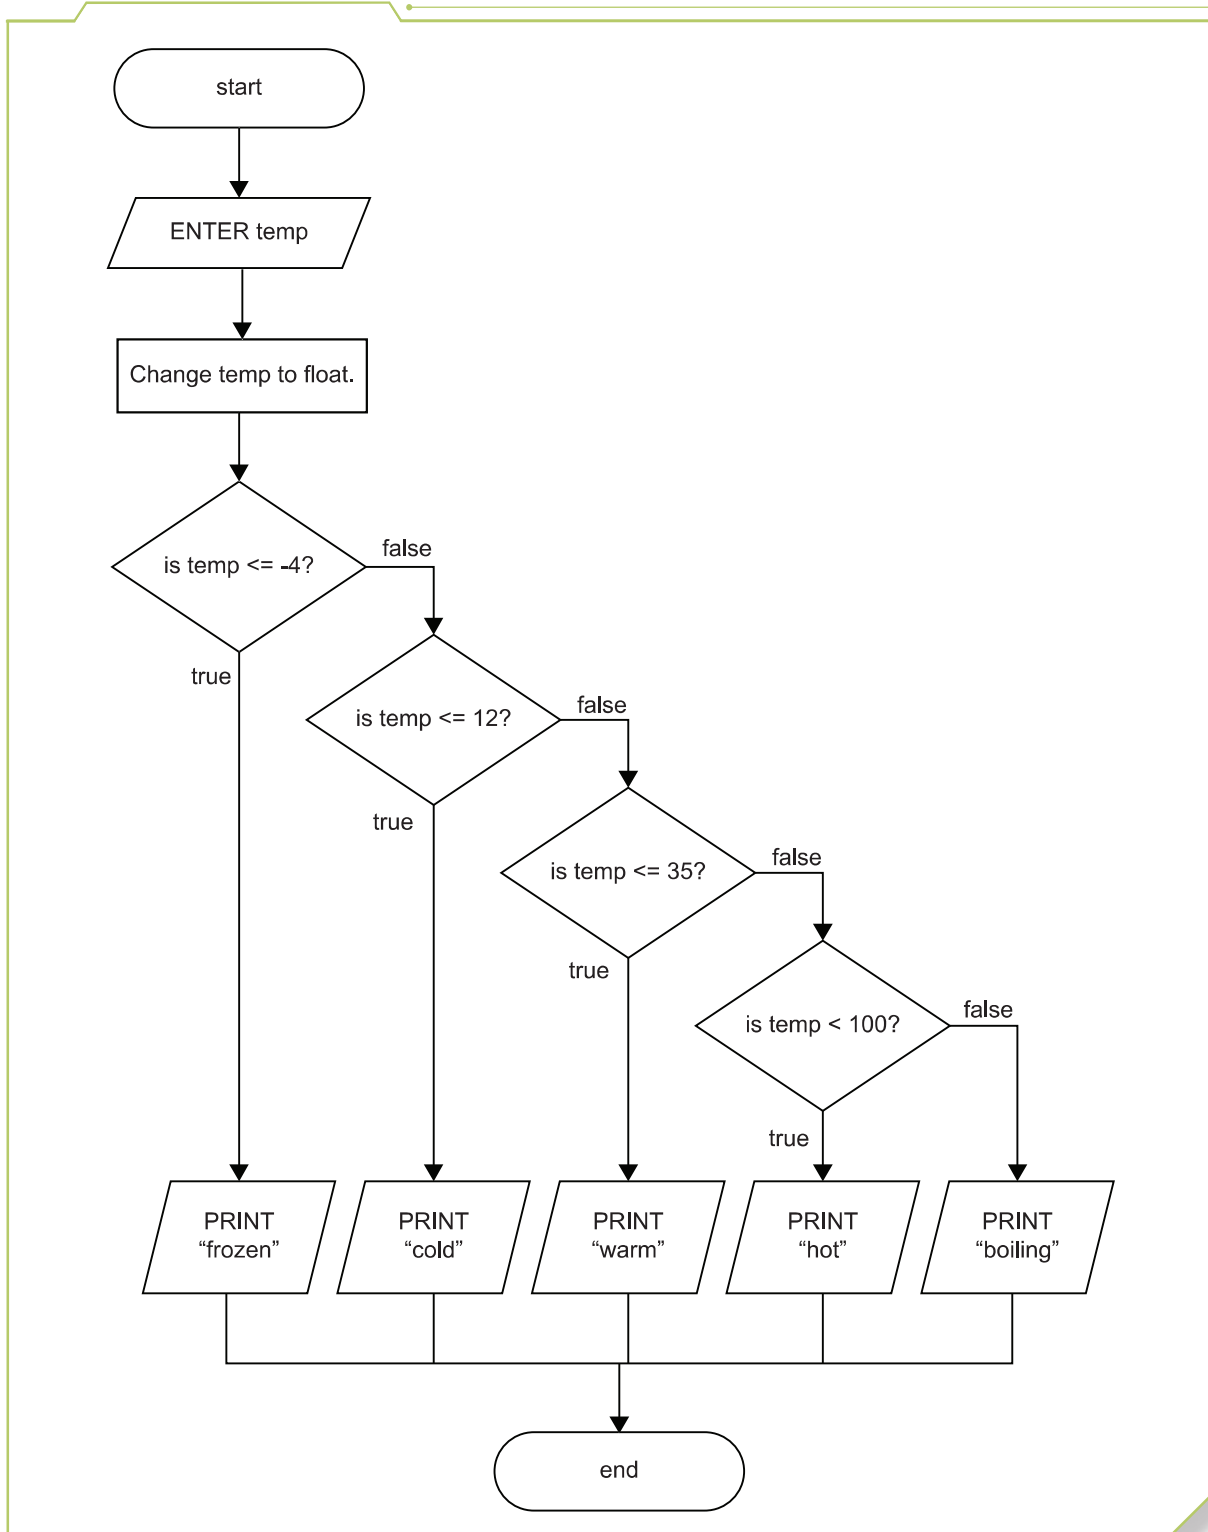 start
ENTER temp
Change temp to float.
is temp <= -4?
false
true
is temp <= 12?
false
true
is temp <= 35?
false
true
is temp < 100?
false
true
PRINT
“frozen”
PRINT
“cold”
PRINT
“warm”
PRINT
“hot”
PRINT
“boiling”
end